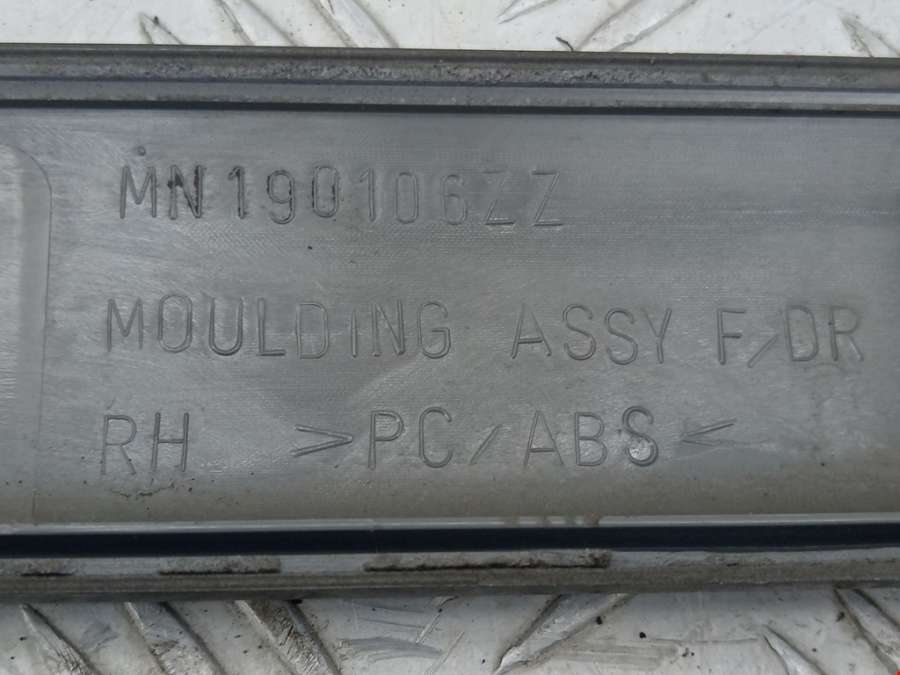 MN190106ZZ
MOULDING ASSY F/DR
RH >PC/ABS<